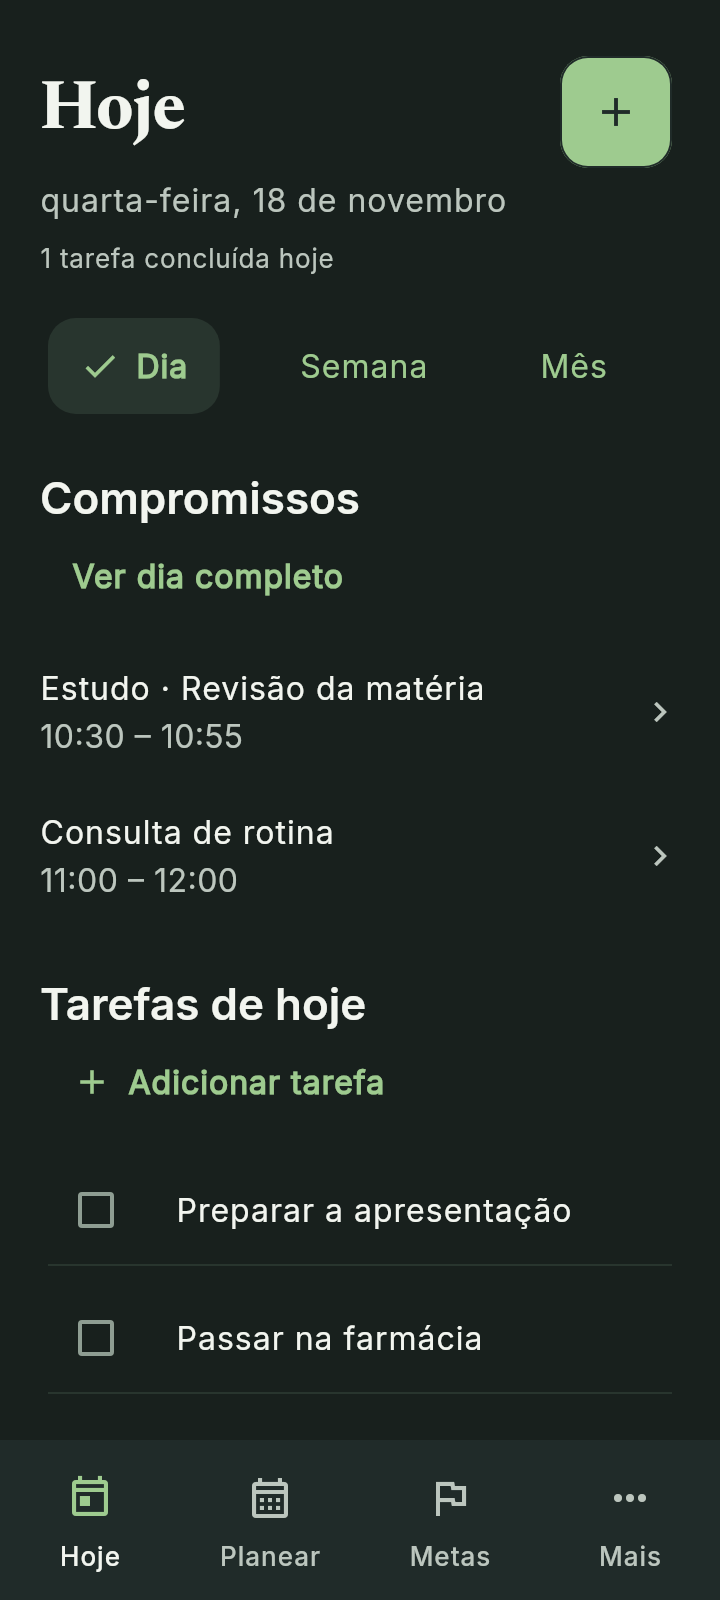 Hoje
quarta-feira, 18 de novembro
1 tarefa concluída hoje
Dia
Semana
Mês
Compromissos
Ver dia completo
Estudo · Revisão da matéria
10:30 – 10:55
Consulta de rotina
11:00 – 12:00
Tarefas de hoje
Adicionar tarefa
Preparar a apresentação
Passar na farmácia
Hoje
Planear
Metas
Mais